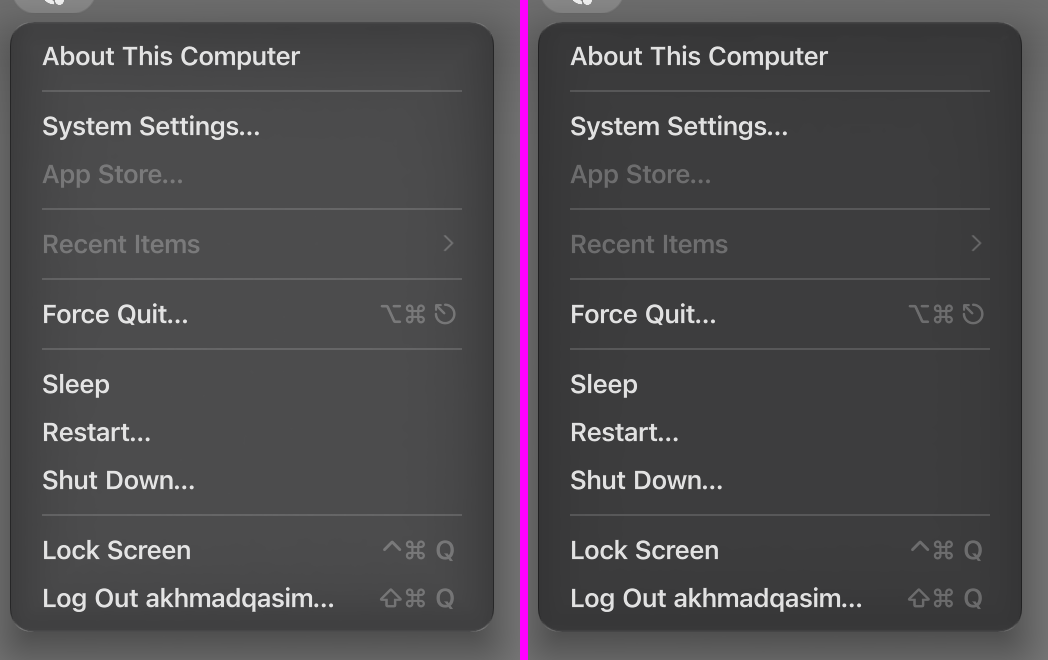 About This Computer
System Settings...
App Store...
Recent Items
Force Quit... ⌥⌘⎋
Sleep
Restart...
Shut Down...
Lock Screen ^⌘ Q
Log Out akhmadqasim... ⇧⌘ Q
About This Computer
System Settings...
App Store...
Recent Items
Force Quit... ⌥⌘⎋
Sleep
Restart...
Shut Down...
Lock Screen ^⌘ Q
Log Out akhmadqasim... ⇧⌘ Q